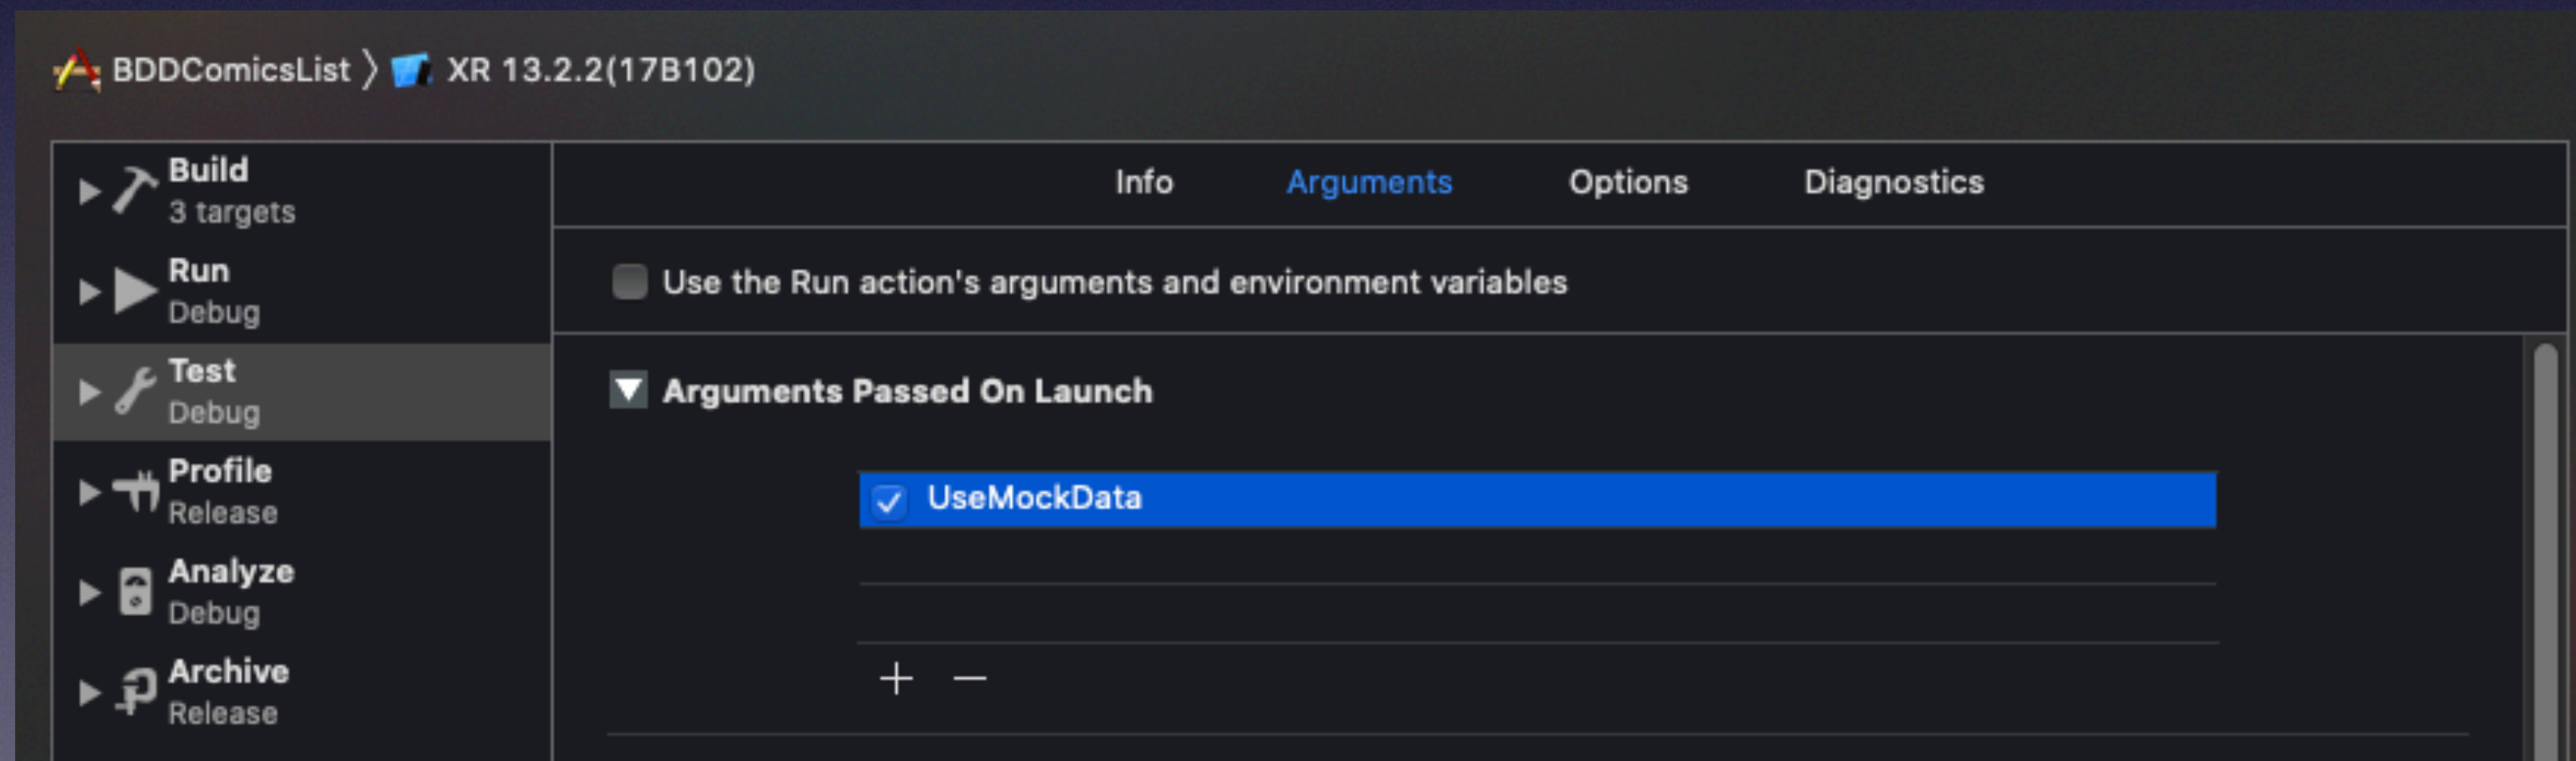 BDDComicsList 〉 XR 13.2.2(17B102)
Build
3 targets
Run
Debug
Test
Debug
Profile
Release
Analyze
Debug
Archive
Release
Info Arguments Options Diagnostics
Use the Run action's arguments and environment variables
Arguments Passed On Launch
UseMockData